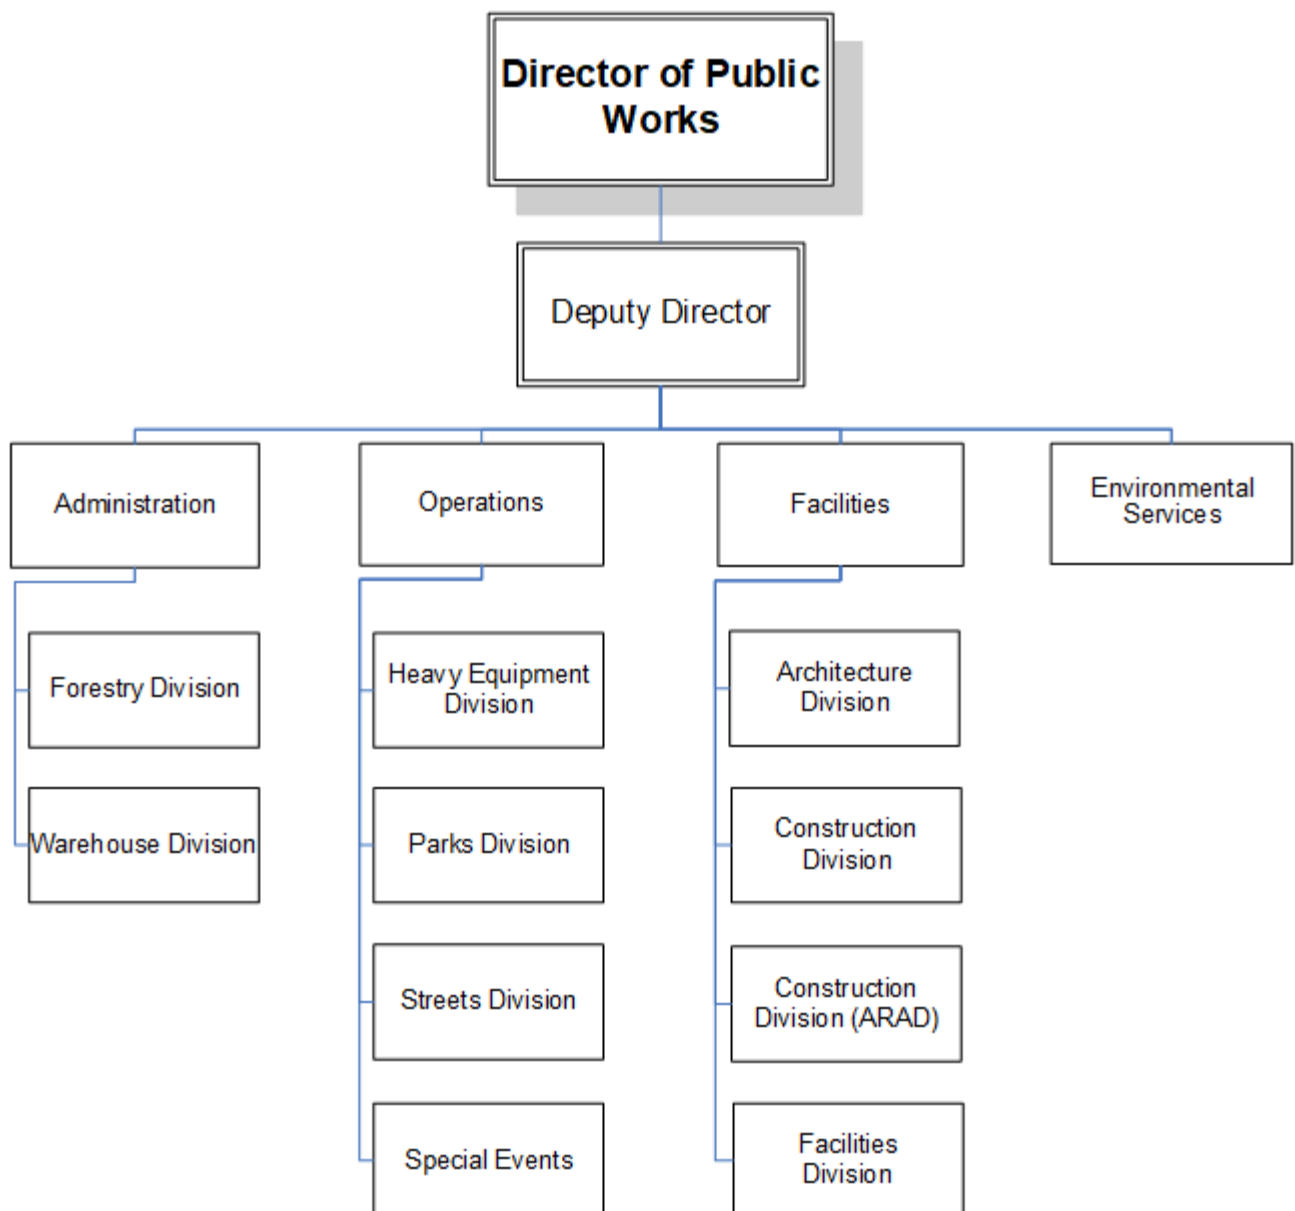 Director of Public
Works
Deputy Director
Administration
Operations
Facilities
Environmental
Services
Forestry Division
Heavy Equipment
Division
Architecture
Division
Warehouse Division
Parks Division
Construction
Division
Streets Division
Construction
Division (ARAD)
Special Events
Facilities
Division